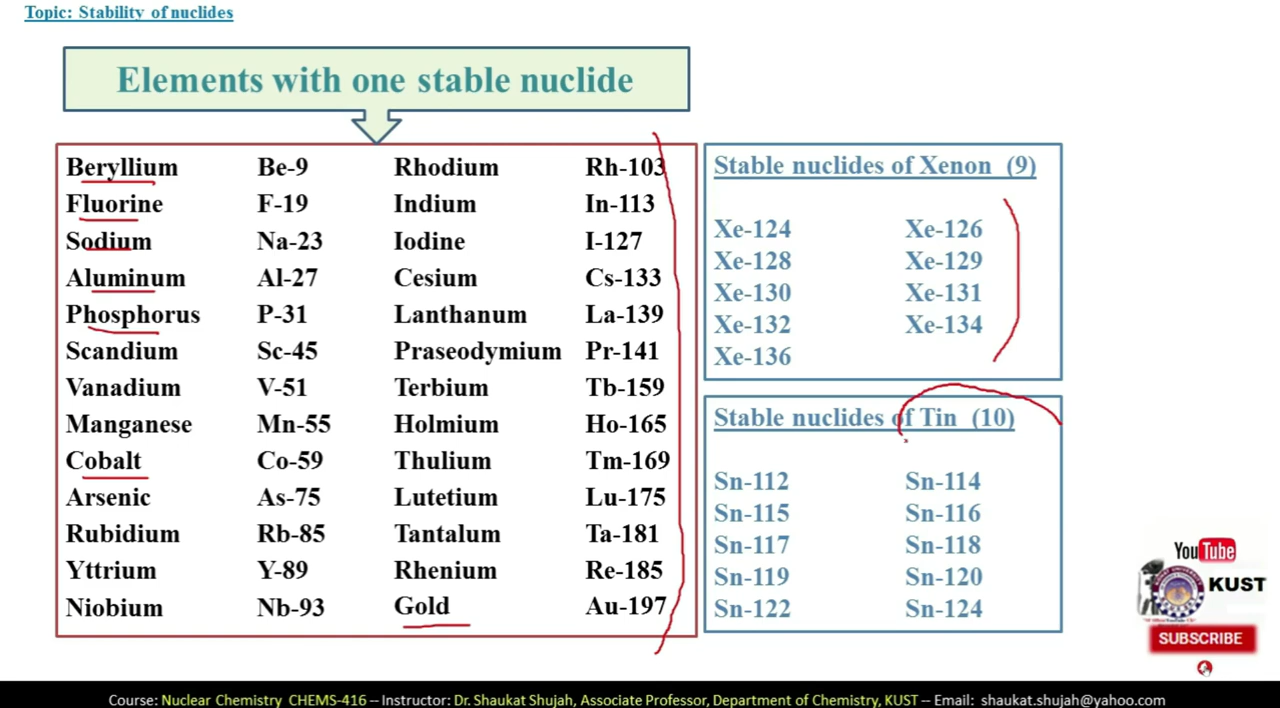 Topic: Stability of nuclides
Elements with one stable nuclide
Beryllium Be-9 Rhodium Rh-103
Fluorine F-19 Indium In-113
Sodium Na-23 Iodine I-127
Aluminum Al-27 Cesium Cs-133
Phosphorus P-31 Lanthanum La-139
Scandium Sc-45 Praseodymium Pr-141
Vanadium V-51 Terbium Tb-159
Manganese Mn-55 Holmium Ho-165
Cobalt Co-59 Thulium Tm-169
Arsenic As-75 Lutetium Lu-175
Rubidium Rb-85 Tantalum Ta-181
Yttrium Y-89 Rhenium Re-185
Niobium Nb-93 Gold Au-197
Stable nuclides of Xenon (9)
Xe-124 Xe-126
Xe-128 Xe-129
Xe-130 Xe-131
Xe-132 Xe-134
Xe-136
Stable nuclides of Tin (10)
Sn-112 Sn-114
Sn-115 Sn-116
Sn-117 Sn-118
Sn-119 Sn-120
Sn-122 Sn-124
YouTube
KUST
SUBSCRIBE
Course: Nuclear Chemistry CHEMS-416 -- Instructor: Dr. Shaukat Shujah, Associate Professor, Department of Chemistry, KUST -- Email: shaukat.shujah@yahoo.com